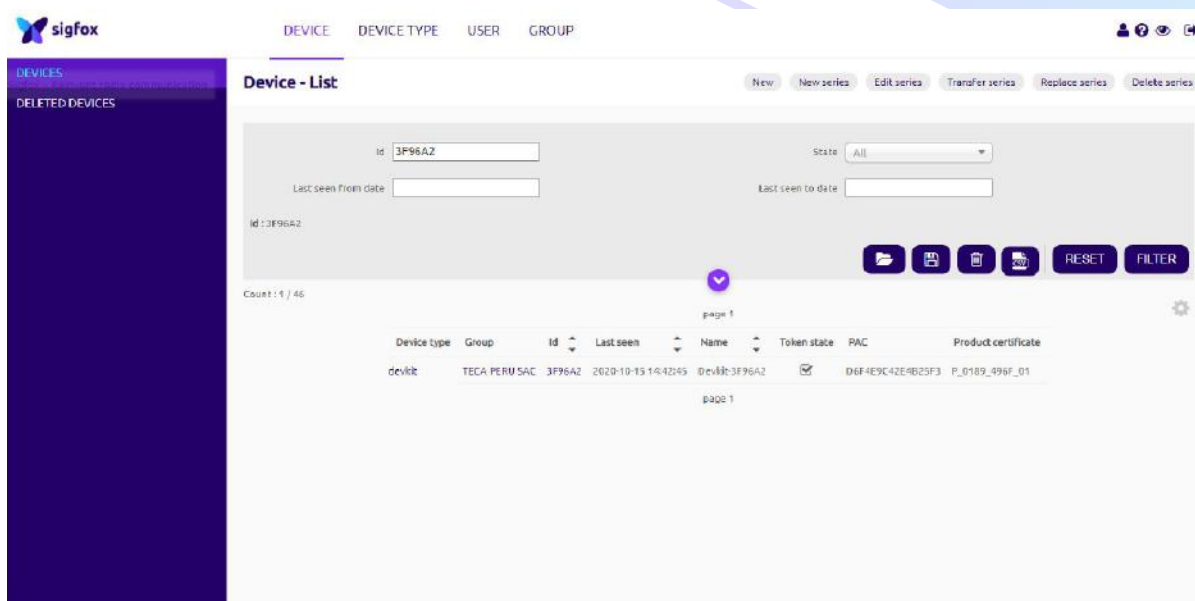 sigfox DEVICE DEVICE TYPE USER GROUP
DEVICES
DELETED DEVICES
Device - List New New series Edit series Transfer series Replace series Delete series
Id 3F96A2 State All
Last seen from date Last seen to date
Id : 3F96A2
RESET FILTER
Count : 1 / 46
page 1
Device type Group Id Last seen Name Token state PAC Product certificate
devkit TECA PERU SAC 3F96A2 2020-10-15 14:42:45 Devkit-3F96A2 D6F4E9C42E4B25F3 P_0189_496F_01
page 1